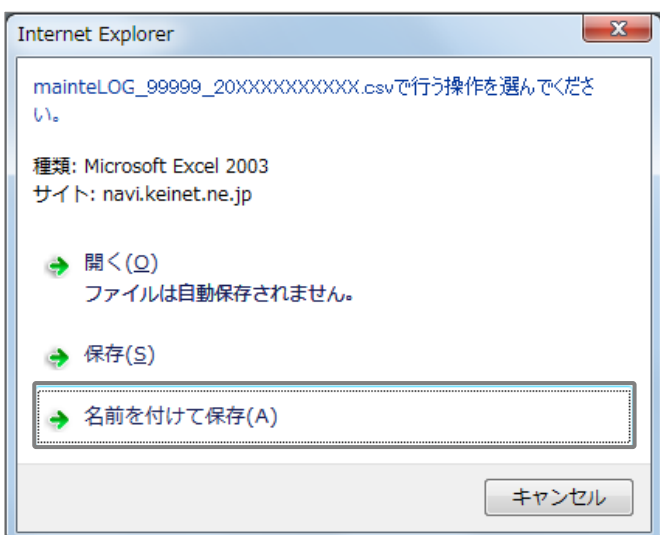 Internet Explorer
mainteLOG_99999_20XXXXXXXXXX.csvで行う操作を選んでくださ
い。
種類: Microsoft Excel 2003
サイト: navi.keinet.ne.jp
開く(O)
ファイルは自動保存されません。
保存(S)
名前を付けて保存(A)
キャンセル